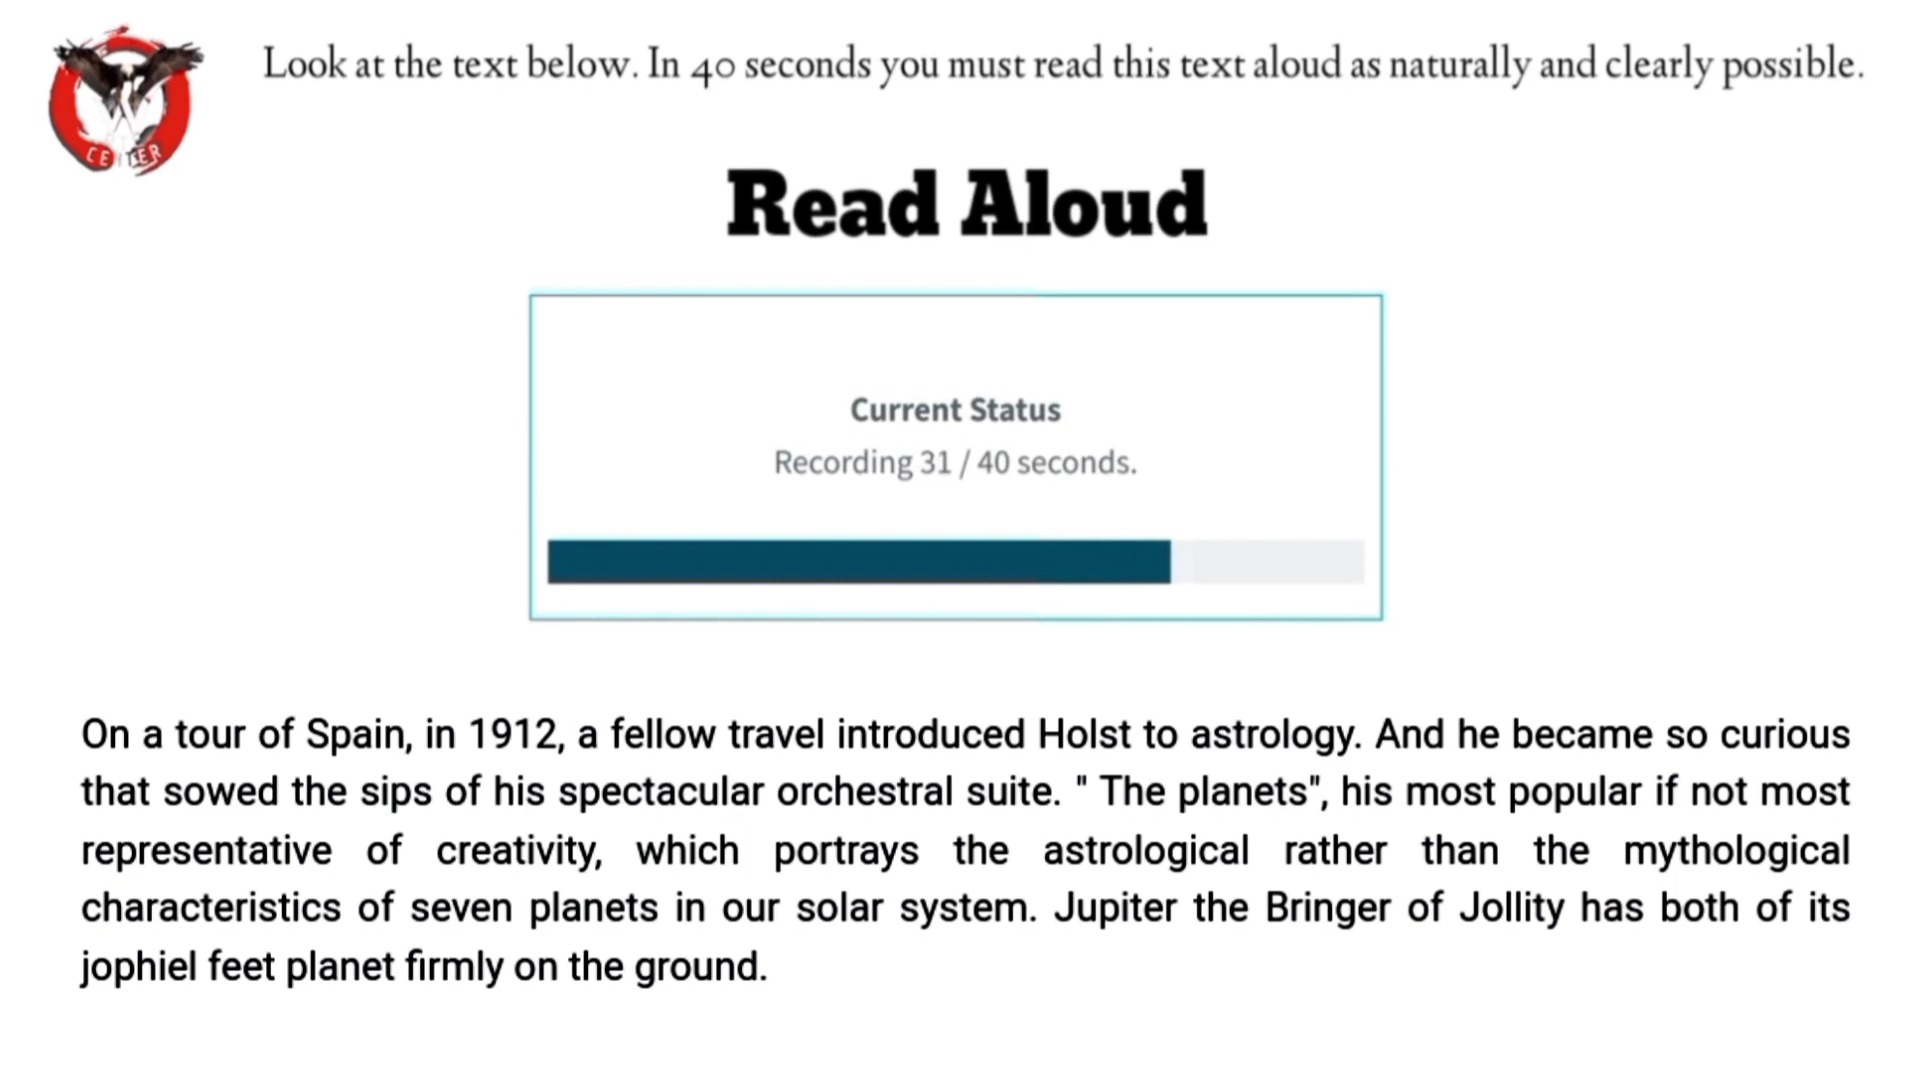 CENTER
Look at the text below. In 40 seconds you must read this text aloud as naturally and clearly possible.
Read Aloud
Current Status
Recording 31 / 40 seconds.
On a tour of Spain, in 1912, a fellow travel introduced Holst to astrology. And he became so curious
that sowed the sips of his spectacular orchestral suite. " The planets", his most popular if not most
representative of creativity, which portrays the astrological rather than the mythological
characteristics of seven planets in our solar system. Jupiter the Bringer of Jollity has both of its
jophiel feet planet firmly on the ground.